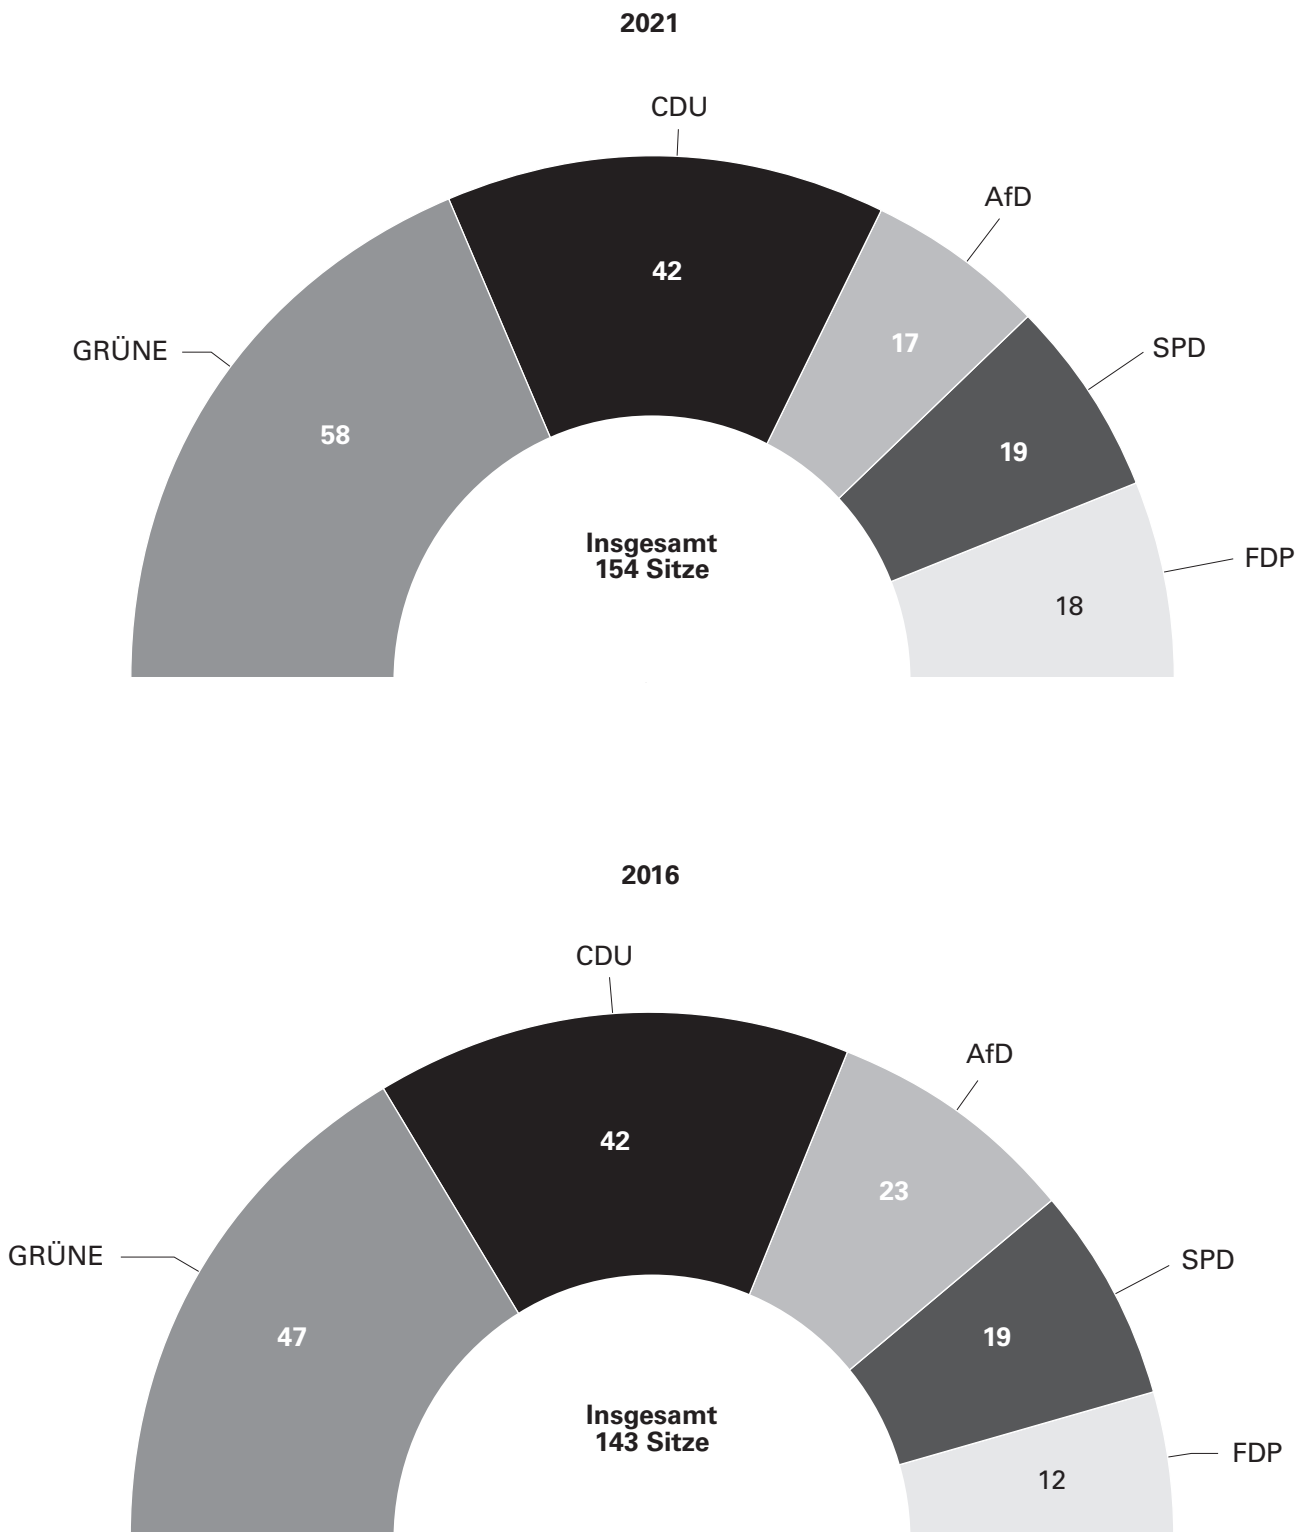 2021
CDU
AfD
42
17
SPD
GRÜNE
58
19
Insgesamt
154 Sitze
FDP
18
2016
CDU
AfD
42
23
GRÜNE
SPD
47
19
Insgesamt
143 Sitze
FDP
12